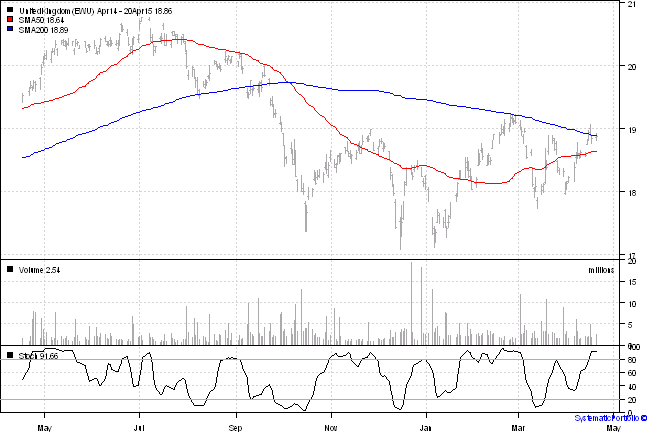 UnitedKingdom (EWU) Apr14 - 20Apr15 18.86
SMA50 18.64
SMA200 18.89
21
20
19
18
17
Volume 2.54
millions
20
15
10
5
0
Stoch 91.66
100
80
60
40
20
0
May
Jul
Sep
Nov
Jan
Mar
May
SystematicPortfolio ©